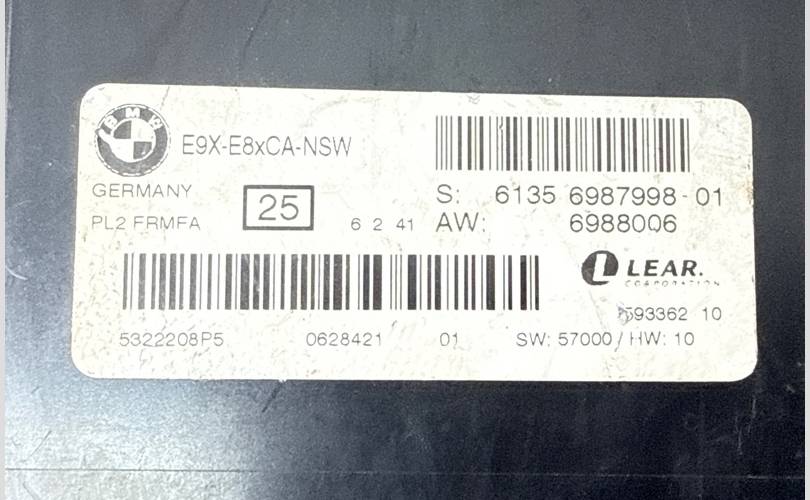 BMW
E9X-E8xCA-NSW
GERMANY
PL2 FRMFA
25
6 2 41
S: 6135 6987998-01
AW: 6988006
LEAR.
CORPORATION
593362 10
5322208P5 0628421 01 SW: 57000 / HW: 10